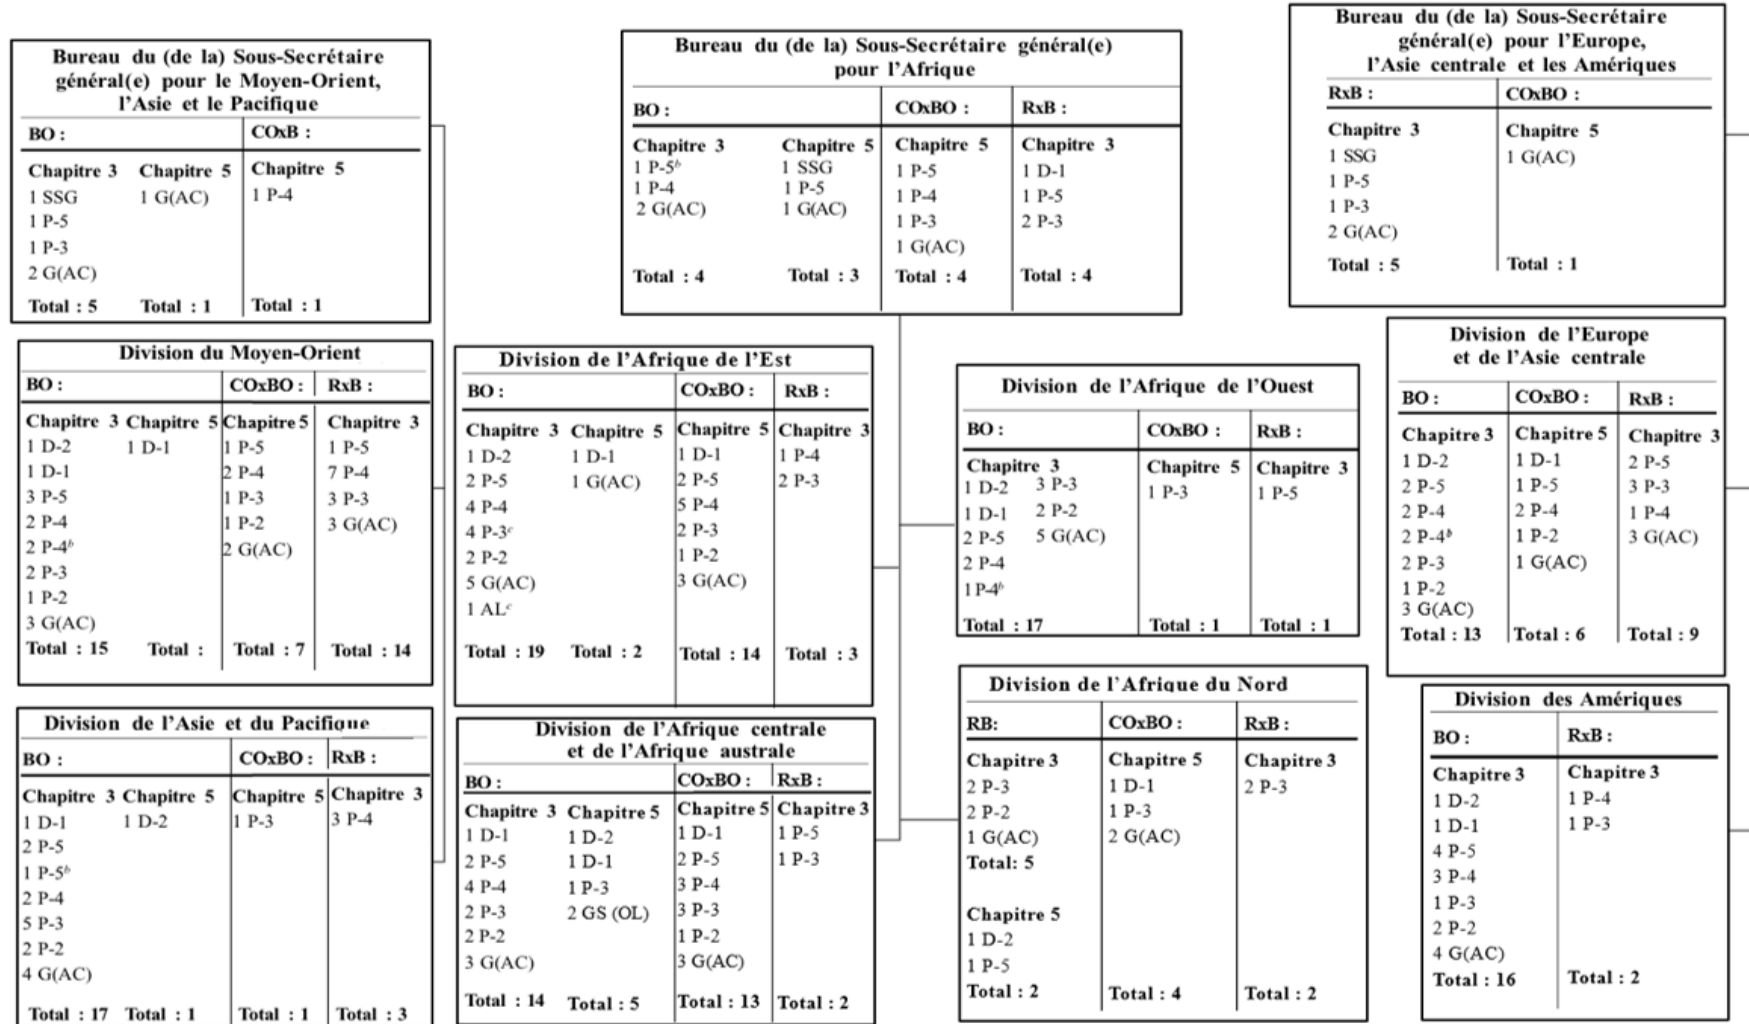 Bureau du (de la) Sous-Secrétaire
général(e) pour le Moyen-Orient,
l'Asie et le Pacifique
BO :
COxB :
Chapitre 3
1 SSG
1 P-5
1 P-3
2 G(AC)
Total : 5
Chapitre 5
1 G(AC)
Total : 1
Chapitre 5
1 P-4
Total : 1
Bureau du (de la) Sous-Secrétaire général(e)
pour l'Afrique
BO :
COxBO :
RxB :
Chapitre 3
1 P-5ᵇ
1 P-4
2 G(AC)
Total : 4
Chapitre 5
1 SSG
1 P-5
1 G(AC)
Total : 3
Chapitre 5
1 P-5
1 P-4
1 P-3
1 G(AC)
Total : 4
Chapitre 3
1 D-1
1 P-5
2 P-3
Total : 4
Bureau du (de la) Sous-Secrétaire
général(e) pour l'Europe,
l'Asie centrale et les Amériques
RxB :
COxBO :
Chapitre 3
1 SSG
1 P-5
1 P-3
2 G(AC)
Total : 5
Chapitre 5
1 G(AC)
Total : 1
Division du Moyen-Orient
BO :
COxBO :
RxB :
Chapitre 3
1 D-2
1 D-1
3 P-5
2 P-4
2 P-4ᵇ
2 P-3
1 P-2
3 G(AC)
Total : 15
Chapitre 5
1 D-1
Total :
Chapitre 5
1 P-5
2 P-4
1 P-3
1 P-2
2 G(AC)
Total : 7
Chapitre 3
1 P-5
7 P-4
3 P-3
3 G(AC)
Total : 14
Division de l'Afrique de l'Est
BO :
COxBO :
RxB :
Chapitre 3
1 D-2
2 P-5
4 P-4
4 P-3ᶜ
2 P-2
5 G(AC)
1 ALᶜ
Total : 19
Chapitre 5
1 D-1
1 G(AC)
Total : 2
Chapitre 5
1 D-1
2 P-5
5 P-4
2 P-3
1 P-2
3 G(AC)
Total : 14
Chapitre 3
1 P-4
2 P-3
Total : 3
Division de l'Afrique de l'Ouest
BO :
COxBO :
RxB :
Chapitre 3
1 D-2
1 D-1
2 P-5
2 P-4
1 P-4ᵇ
3 P-3
2 P-2
5 G(AC)
Total : 17
Chapitre 5
1 P-3
Total : 1
Chapitre 3
1 P-5
Total : 1
Division de l'Europe
et de l'Asie centrale
BO :
COxBO :
RxB :
Chapitre 3
1 D-2
2 P-5
2 P-4
2 P-4ᵇ
2 P-3
1 P-2
3 G(AC)
Total : 13
Chapitre 5
1 D-1
1 P-5
2 P-4
1 P-2
1 G(AC)
Total : 6
Chapitre 3
2 P-5
3 P-3
1 P-4
3 G(AC)
Total : 9
Division de l'Asie et du Pacifique
BO :
COxBO :
RxB :
Chapitre 3
1 D-1
2 P-5
1 P-5ᵇ
2 P-4
5 P-3
2 P-2
4 G(AC)
Total : 17
Chapitre 5
1 D-2
Total : 1
Chapitre 5
1 P-3
Total : 1
Chapitre 3
3 P-4
Total : 3
Division de l'Afrique centrale
et de l'Afrique australe
BO :
COxBO :
RxB :
Chapitre 3
1 D-1
2 P-5
4 P-4
2 P-3
2 P-2
3 G(AC)
Total : 14
Chapitre 5
1 D-2
1 D-1
1 P-3
2 GS (OL)
Total : 5
Chapitre 5
1 D-1
2 P-5
3 P-4
3 P-3
1 P-2
3 G(AC)
Total : 13
Chapitre 3
1 P-5
1 P-3
Total : 2
Division de l'Afrique du Nord
RB:
COxBO :
RxB :
Chapitre 3
2 P-3
2 P-2
1 G(AC)
Total: 5
Chapitre 5
1 D-2
1 P-5
Total : 2
Chapitre 5
1 D-1
1 P-3
2 G(AC)
Total : 4
Chapitre 3
2 P-3
Total : 2
Division des Amériques
BO :
RxB :
Chapitre 3
1 D-2
1 D-1
4 P-5
3 P-4
1 P-3
2 P-2
4 G(AC)
Total : 16
Chapitre 3
1 P-4
1 P-3
Total : 2